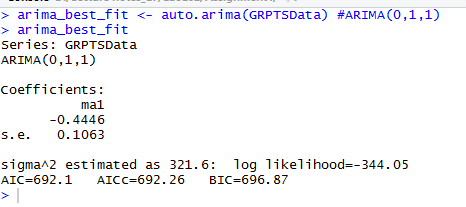 > arima_best_fit <- auto.arima(GRPTSData) #ARIMA(0,1,1)
> arima_best_fit
Series: GRPTSData
ARIMA(0,1,1)
Coefficients:
ma1
-0.4446
s.e. 0.1063
sigma^2 estimated as 321.6: log likelihood=-344.05
AIC=692.1 AICc=692.26 BIC=696.87
>